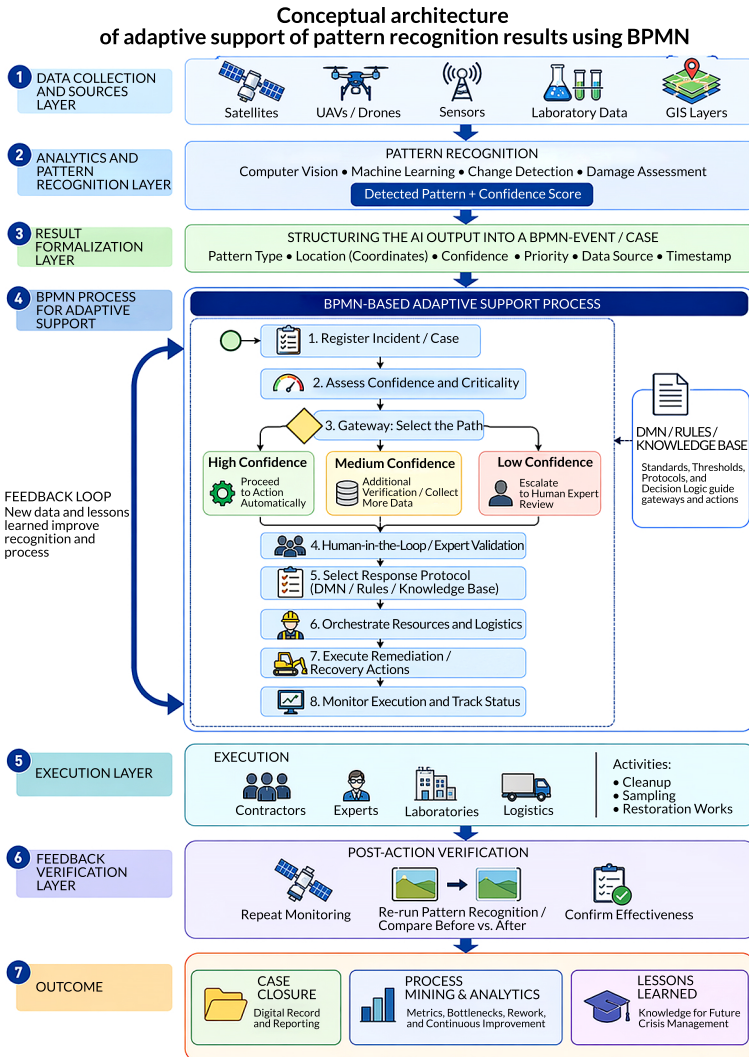 Conceptual architecture
of adaptive support of pattern recognition results using BPMN
1
DATA COLLECTION
AND SOURCES
LAYER
Satellites
UAVs / Drones
Sensors
Laboratory Data
GIS Layers
2
ANALYTICS AND
PATTERN
RECOGNITION LAYER
PATTERN RECOGNITION
Computer Vision • Machine Learning • Change Detection • Damage Assessment
Detected Pattern + Confidence Score
3
RESULT
FORMALIZATION
LAYER
STRUCTURING THE AI OUTPUT INTO A BPMN-EVENT / CASE
Pattern Type • Location (Coordinates) • Confidence • Priority • Data Source • Timestamp
4
BPMN PROCESS
FOR ADAPTIVE
SUPPORT
BPMN-BASED ADAPTIVE SUPPORT PROCESS
1. Register Incident / Case
2. Assess Confidence and Criticality
3. Gateway: Select the Path
High Confidence
Proceed
to Action
Automatically
Medium Confidence
Additional
Verification / Collect
More Data
Low Confidence
Escalate
to Human Expert
Review
4. Human-in-the-Loop / Expert Validation
5. Select Response Protocol
(DMN / Rules / Knowledge Base)
6. Orchestrate Resources and Logistics
7. Execute Remediation /
Recovery Actions
8. Monitor Execution and Track Status
DMN / RULES /
KNOWLEDGE BASE
Standards, Thresholds,
Protocols, and
Decision Logic guide
gateways and actions
FEEDBACK LOOP
New data and lessons
learned improve
recognition and
process
5
EXECUTION LAYER
EXECUTION
Contractors
Experts
Laboratories
Logistics
Activities:
• Cleanup
• Sampling
• Restoration Works
6
FEEDBACK
VERIFICATION
LAYER
POST-ACTION VERIFICATION
Repeat Monitoring
Re-run Pattern Recognition /
Compare Before vs. After
Confirm Effectiveness
7
OUTCOME
CASE
CLOSURE
Digital Record
and Reporting
PROCESS
MINING & ANALYTICS
Metrics, Bottlenecks, Rework,
and Continuous Improvement
LESSONS
LEARNED
Knowledge for Future
Crisis Management